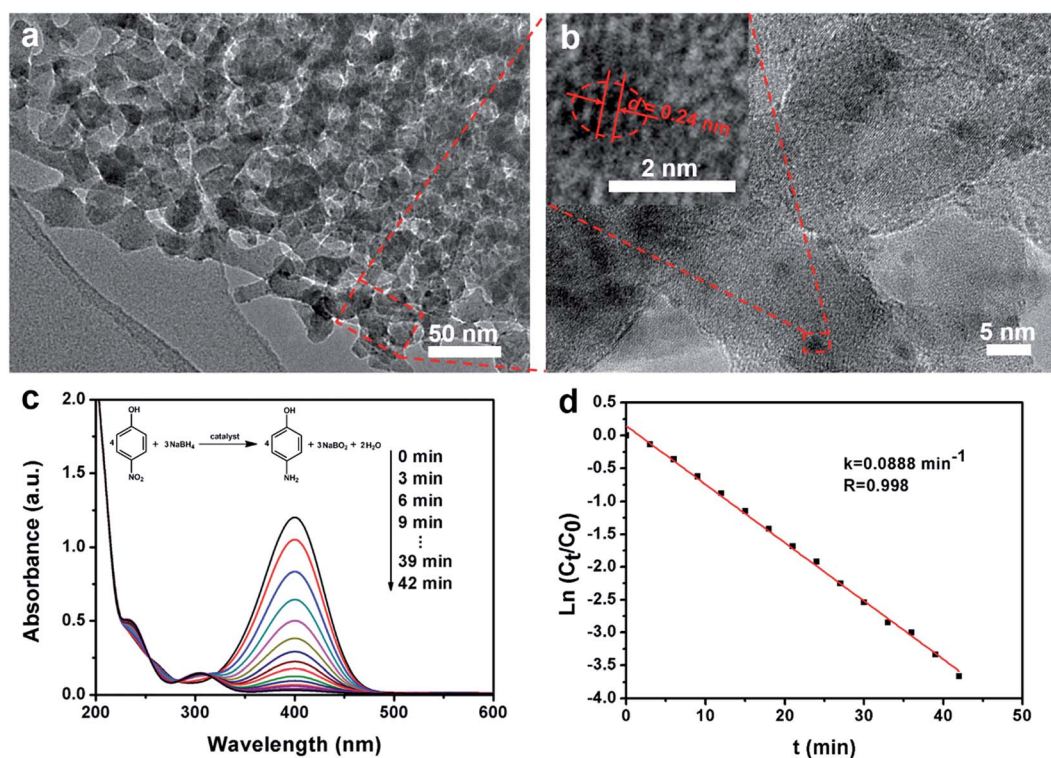 a
50 nm
b
d = 0.24 nm
2 nm
5 nm
c
Absorbance (a.u.)
2.0
1.5
1.0
0.5
0.0
200 300 400 500 600
Wavelength (nm)
OH
4
NO₂
+ 3NaBH₄
catalyst
OH
4
NH₂
+ 3NaBO₂ + 2H₂O
0 min
3 min
6 min
9 min
⋮
39 min
42 min
d
Ln (Ct/C0)
0.5
0.0
-0.5
-1.0
-1.5
-2.0
-2.5
-3.0
-3.5
-4.0
0 10 20 30 40 50
t (min)
k=0.0888 min⁻¹
R=0.998